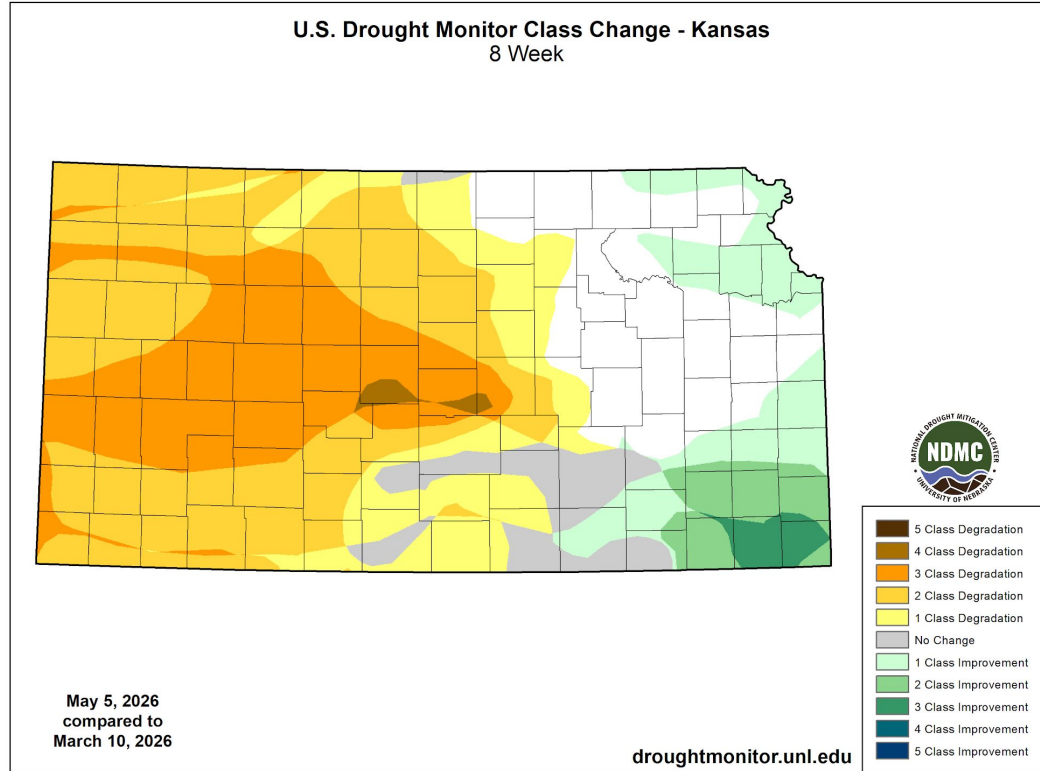 U.S. Drought Monitor Class Change - Kansas
8 Week
NATIONAL DROUGHT MITIGATION CENTER
NDMC
UNIVERSITY OF NEBRASKA
5 Class Degradation
4 Class Degradation
3 Class Degradation
2 Class Degradation
1 Class Degradation
No Change
1 Class Improvement
2 Class Improvement
3 Class Improvement
4 Class Improvement
5 Class Improvement
May 5, 2026
compared to
March 10, 2026
droughtmonitor.unl.edu